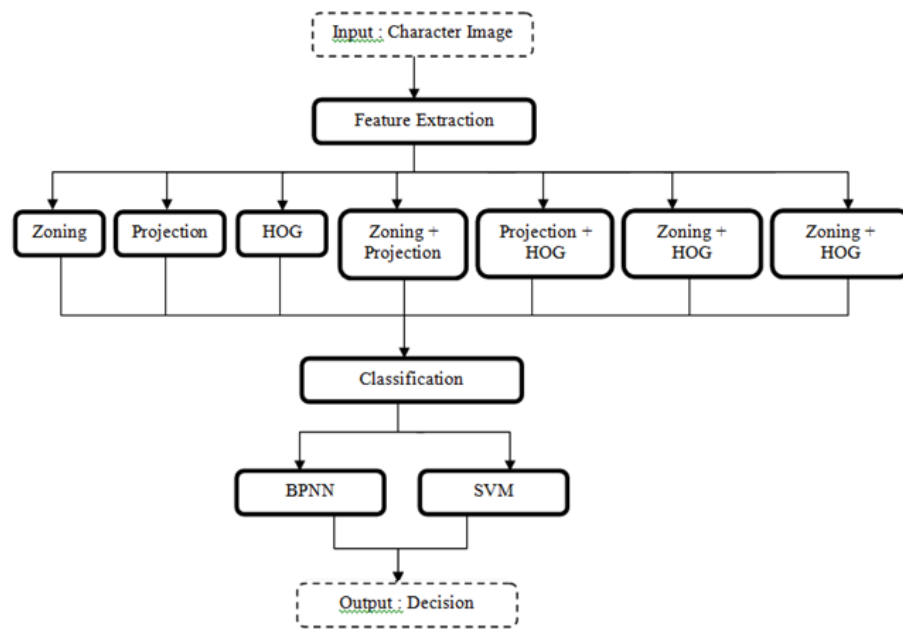 Input : Character Image
Feature Extraction
Zoning
Projection
HOG
Zoning +
Projection
Projection +
HOG
Zoning +
HOG
Zoning +
HOG
Classification
BPNN
SVM
Output : Decision